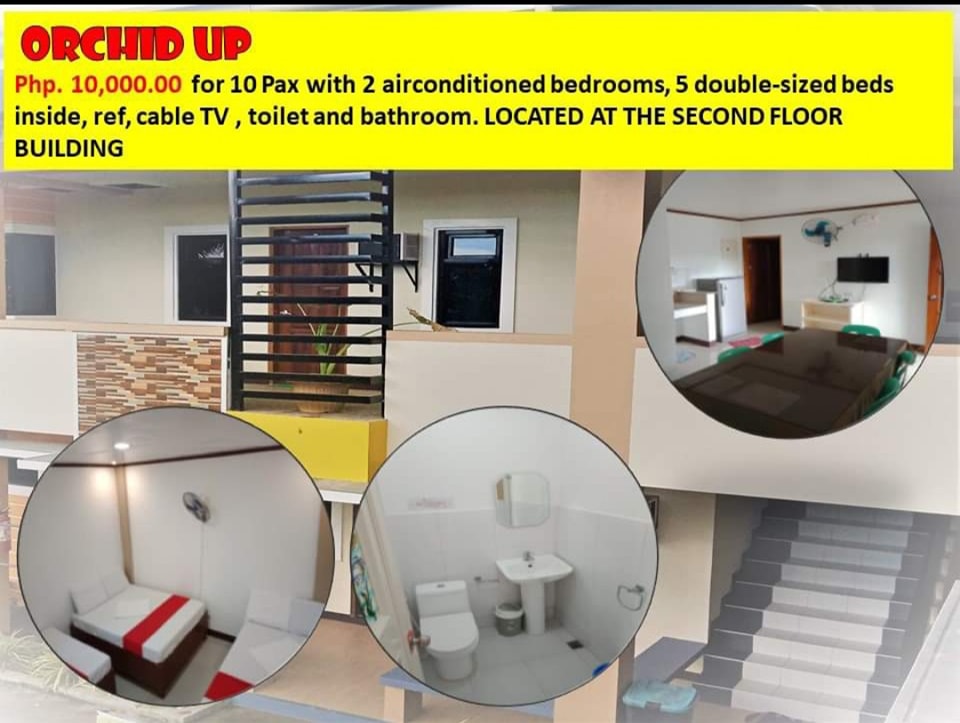 ORCHID UP
Php. 10,000.00 for 10 Pax with 2 airconditioned bedrooms, 5 double-sized beds
inside, ref, cable TV , toilet and bathroom. LOCATED AT THE SECOND FLOOR
BUILDING